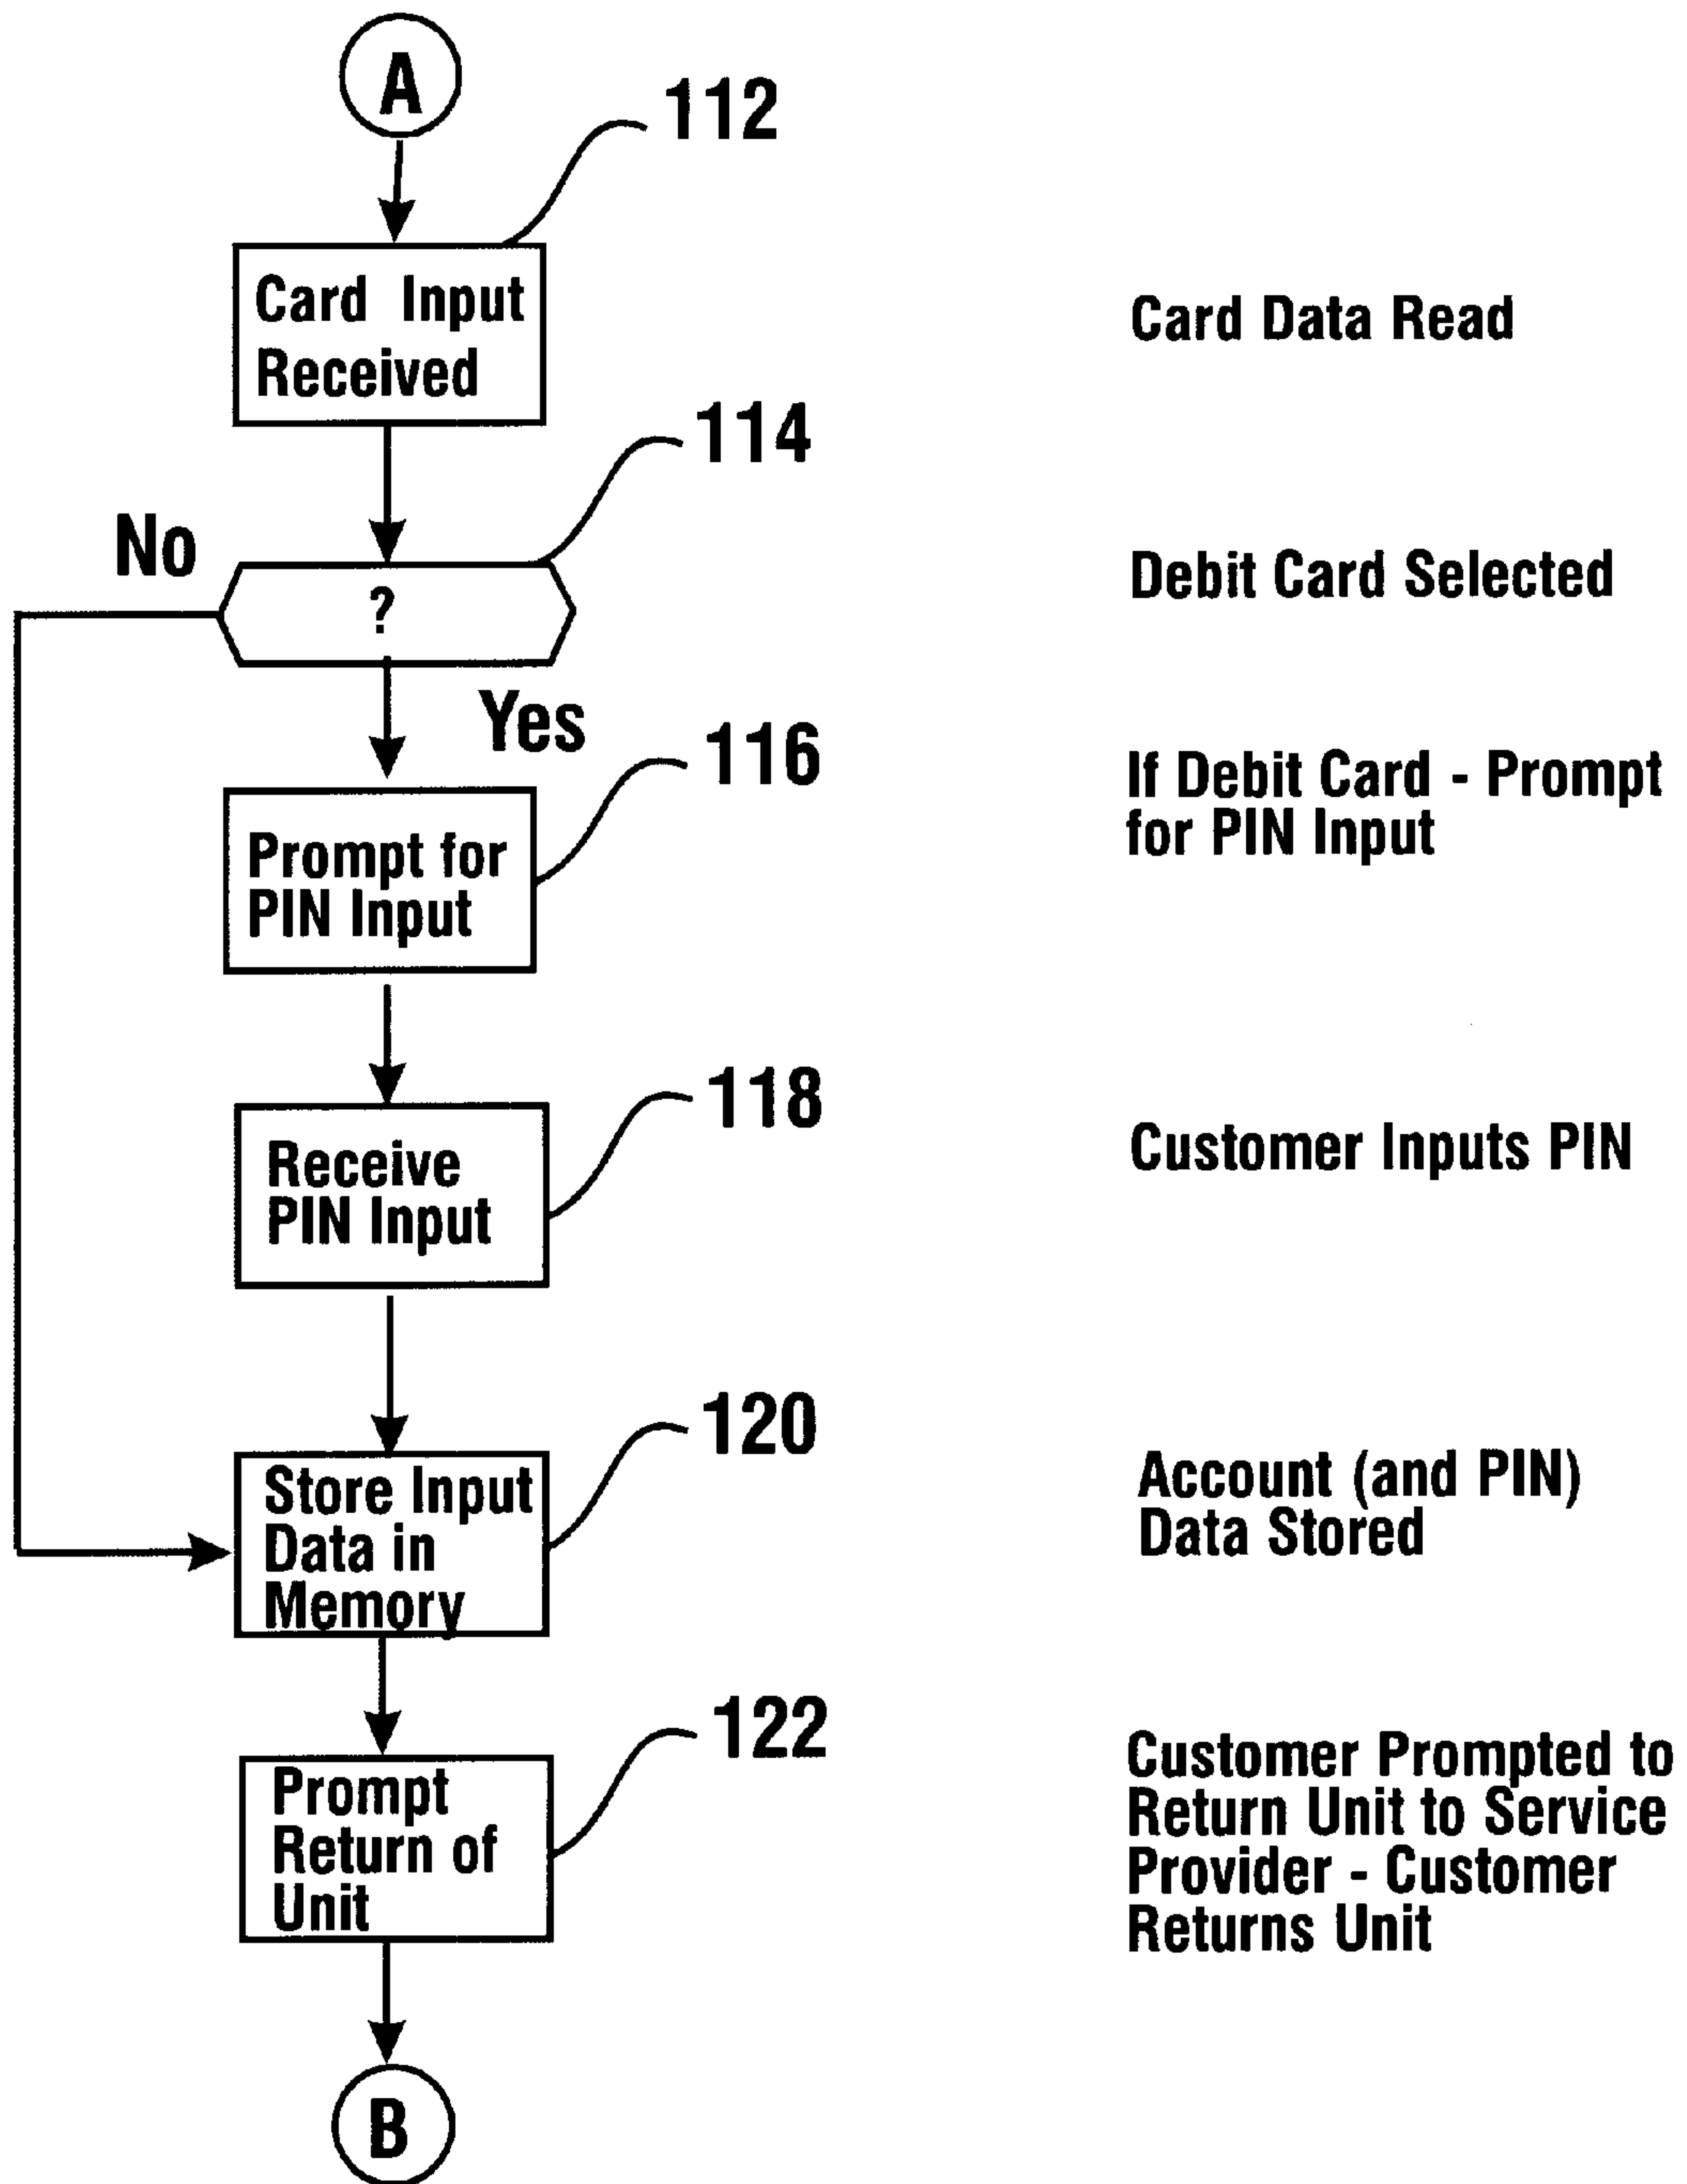 A
112
Card Input
Received
Card Data Read
114
No
?
Debit Card Selected
Yes
116
Prompt for
PIN Input
If Debit Card - Prompt
for PIN Input
118
Receive
PIN Input
Customer Inputs PIN
120
Store Input
Data in
Memory
Account (and PIN)
Data Stored
122
Prompt
Return of
Unit
Customer Prompted to
Return Unit to Service
Provider - Customer
Returns Unit
B